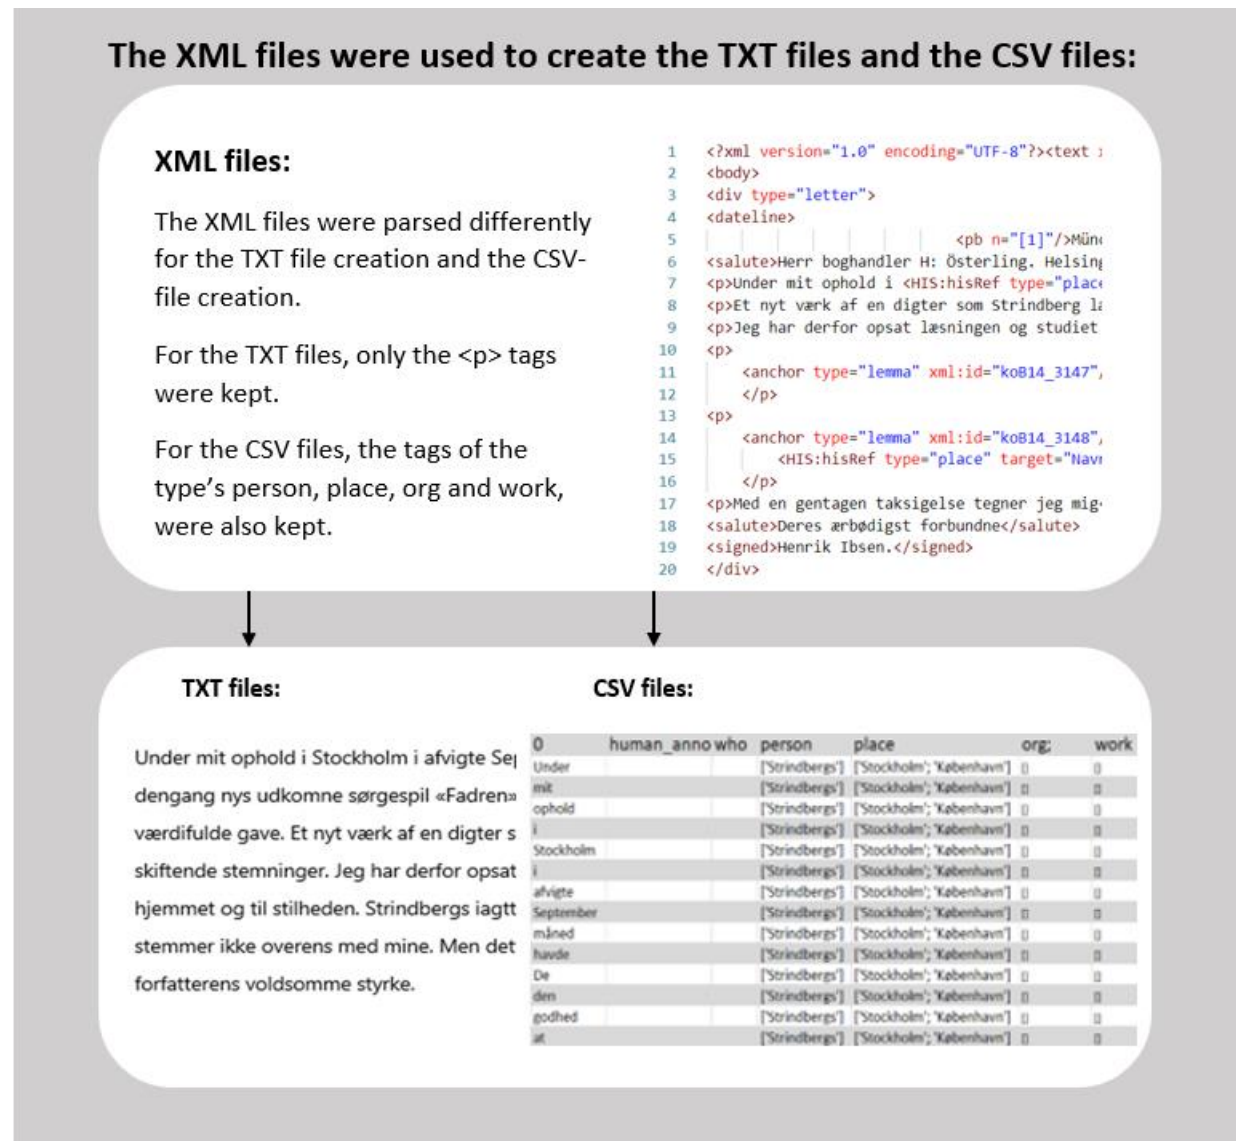 The XML files were used to create the TXT files and the CSV files:
XML files:
The XML files were parsed differently
for the TXT file creation and the CSV-
file creation.
For the TXT files, only the <p> tags
were kept.
For the CSV files, the tags of the
type's person, place, org and work,
were also kept.
1 <?xml version="1.0" encoding="UTF-8"?><text
2 <body>
3 <div type="letter">
4 <dateline>
5 <pb n="[1]"/>Mün
6 <salute>Herr boghandler H: Österling. Helsing
7 <p>Under mit ophold i <HIS:hisRef type="place
8 <p>Et nyt værk af en digter som Strindberg la
9 <p>Jeg har derfor opsat læsningen og studiet
10 <p>
11 <anchor type="lemma" xml:id="koB14_3147"/
12 </p>
13 <p>
14 <anchor type="lemma" xml:id="koB14_3148"/
15 <HIS:hisRef type="place" target="Navr
16 </p>
17 <p>Med en gentagen taksigelse tegner jeg mig
18 <salute>Deres ærbødigst forbundne</salute>
19 <signed>Henrik Ibsen.</signed>
20 </div>
TXT files:
Under mit ophold i Stockholm i afvigte Sep
dengang nys udkomne sørgespil «Fadren»
værdifulde gave. Et nyt værk af en digter s
skiftende stemninger. Jeg har derfor opsat
hjemmet og til stilheden. Strindbergs iagtt
stemmer ikke overens med mine. Men det
forfatterens voldsomme styrke.
CSV files:
0 human_anno who person place org; work
Under ['Strindbergs'] ['Stockholm'; 'København'] [] []
mit ['Strindbergs'] ['Stockholm'; 'København'] [] []
ophold ['Strindbergs'] ['Stockholm'; 'København'] [] []
i ['Strindbergs'] ['Stockholm'; 'København'] [] []
Stockholm ['Strindbergs'] ['Stockholm'; 'København'] [] []
i ['Strindbergs'] ['Stockholm'; 'København'] [] []
afvigte ['Strindbergs'] ['Stockholm'; 'København'] [] []
September ['Strindbergs'] ['Stockholm'; 'København'] [] []
måned ['Strindbergs'] ['Stockholm'; 'København'] [] []
havde ['Strindbergs'] ['Stockholm'; 'København'] [] []
De ['Strindbergs'] ['Stockholm'; 'København'] [] []
den ['Strindbergs'] ['Stockholm'; 'København'] [] []
godhed ['Strindbergs'] ['Stockholm'; 'København'] [] []
at ['Strindbergs'] ['Stockholm'; 'København'] [] []